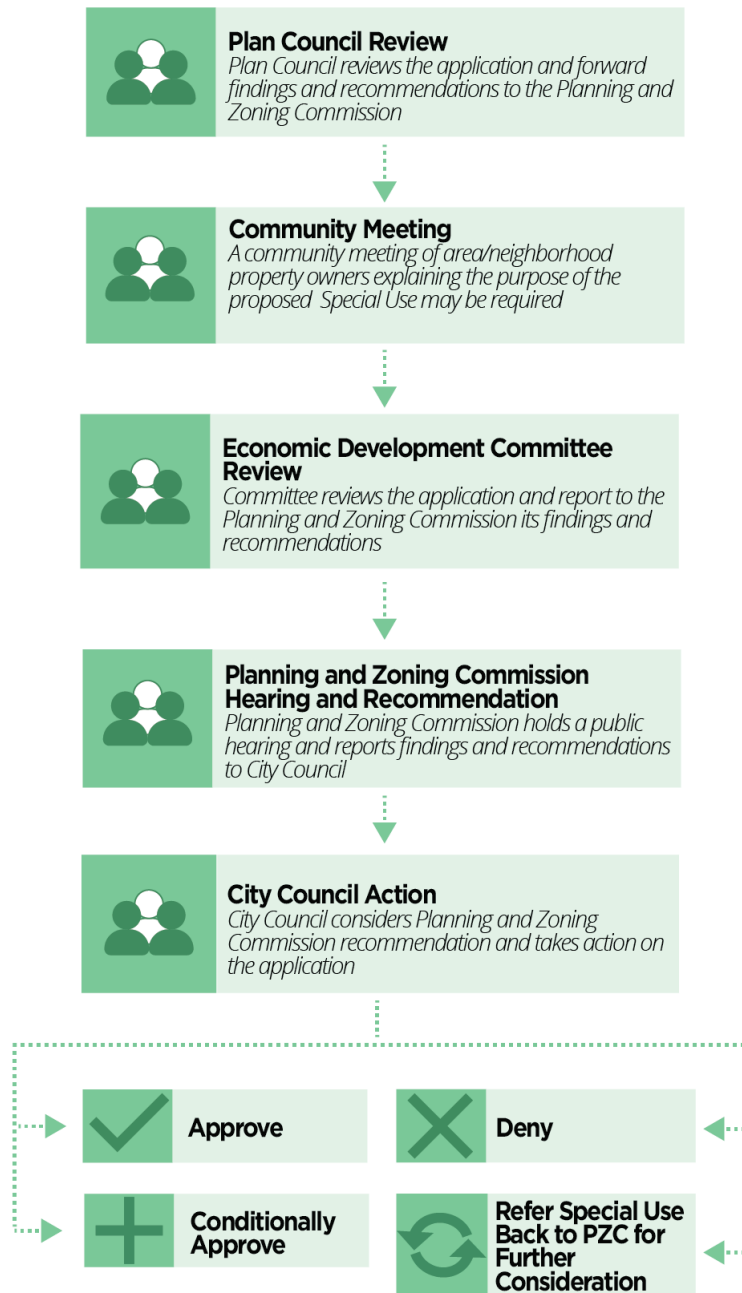 Plan Council Review
Plan Council reviews the application and forward
findings and recommendations to the Planning and
Zoning Commission
Community Meeting
A community meeting of area/neighborhood
property owners explaining the purpose of the
proposed Special Use may be required
Economic Development Committee
Review
Committee reviews the application and report to the
Planning and Zoning Commission its findings and
recommendations
Planning and Zoning Commission
Hearing and Recommendation
Planning and Zoning Commission holds a public
hearing and reports findings and recommendations
to City Council
City Council Action
City Council considers Planning and Zoning
Commission recommendation and takes action on
the application
Approve
Deny
Conditionally
Approve
Refer Special Use
Back to PZC for
Further
Consideration